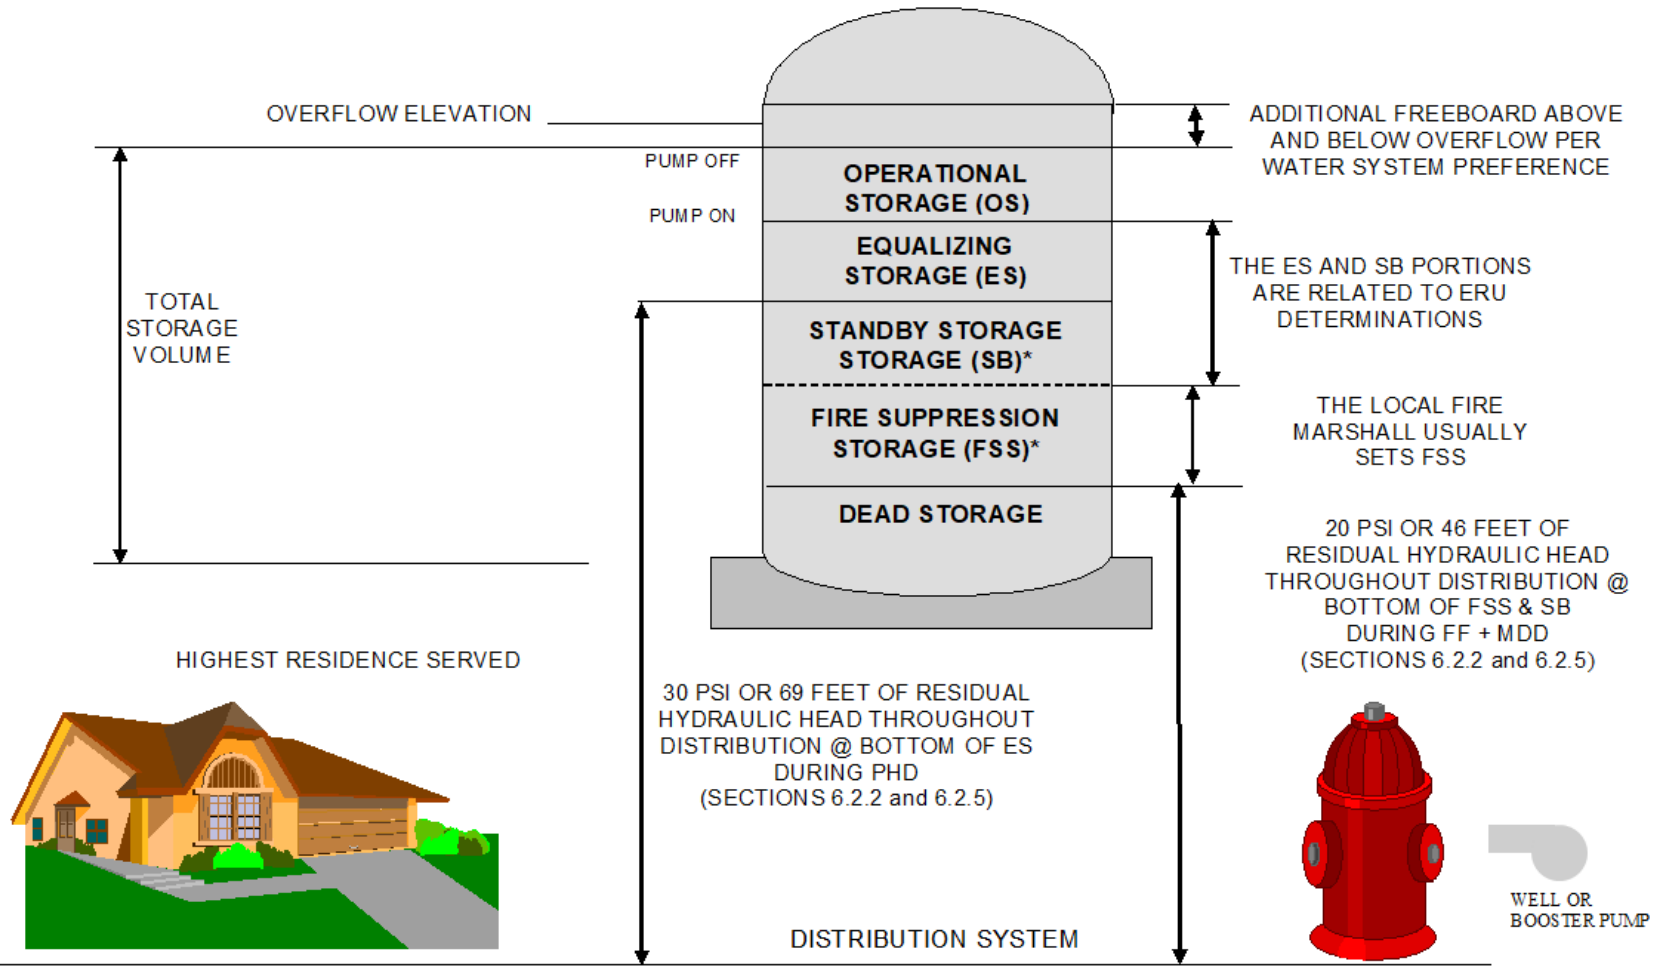 OVERFLOW ELEVATION
ADDITIONAL FREEBOARD ABOVE
AND BELOW OVERFLOW PER
WATER SYSTEM PREFERENCE
PUMP OFF
OPERATIONAL
STORAGE (OS)
PUMP ON
EQUALIZING
STORAGE (ES)
THE ES AND SB PORTIONS
ARE RELATED TO ERU
DETERMINATIONS
TOTAL
STORAGE
VOLUME
STANDBY STORAGE
STORAGE (SB)*
FIRE SUPPRESSION
STORAGE (FSS)*
THE LOCAL FIRE
MARSHALL USUALLY
SETS FSS
DEAD STORAGE
20 PSI OR 46 FEET OF
RESIDUAL HYDRAULIC HEAD
THROUGHOUT DISTRIBUTION @
BOTTOM OF FSS & SB
DURING FF + MDD
(SECTIONS 6.2.2 and 6.2.5)
HIGHEST RESIDENCE SERVED
30 PSI OR 69 FEET OF RESIDUAL
HYDRAULIC HEAD THROUGHOUT
DISTRIBUTION @ BOTTOM OF ES
DURING PHD
(SECTIONS 6.2.2 and 6.2.5)
WELL OR
BOOSTER PUMP
DISTRIBUTION SYSTEM